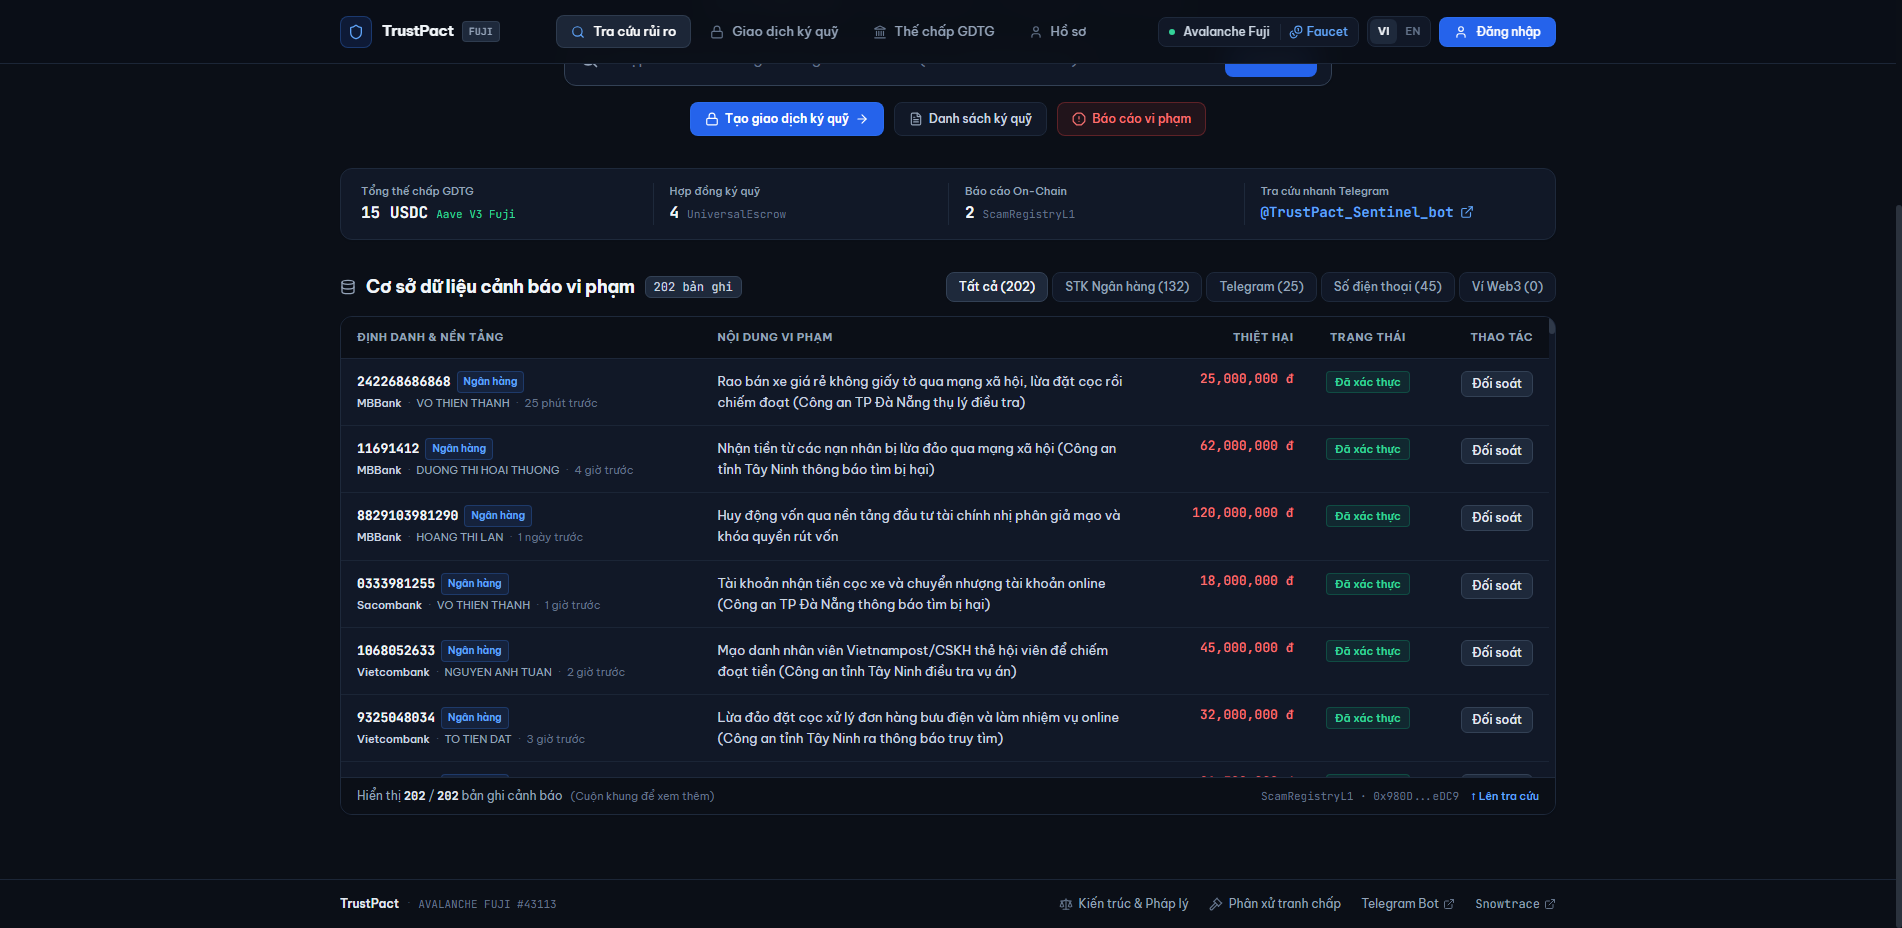 TrustPact FUJI Tra cứu rủi ro Giao dịch ký quỹ Thế chấp GDTG Hồ sơ Avalanche Fuji Faucet VI EN Đăng nhập
Tạo giao dịch ký quỹ → Danh sách ký quỹ Báo cáo vi phạm
Tổng thế chấp GDTG Hợp đồng ký quỹ Báo cáo On-Chain Tra cứu nhanh Telegram
15 USDC Aave V3 Fuji 4 UniversalEscrow 2 ScamRegistryL1 @TrustPact_Sentinel_bot
Cơ sở dữ liệu cảnh báo vi phạm 202 bản ghi Tất cả (202) STK Ngân hàng (132) Telegram (25) Số điện thoại (45) Ví Web3 (0)
ĐỊNH DANH & NỀN TẢNG NỘI DUNG VI PHẠM THIỆT HẠI TRẠNG THÁI THAO TÁC
242268686868 Ngân hàng Rao bán xe giá rẻ không giấy tờ qua mạng xã hội, lừa đặt cọc rồi 25,000,000 đ Đã xác thực Đối soát
MBBank · VO THIEN THANH · 25 phút trước chiếm đoạt (Công an TP Đà Nẵng thụ lý điều tra)
11691412 Ngân hàng Nhận tiền từ các nạn nhân bị lừa đảo qua mạng xã hội (Công an 62,000,000 đ Đã xác thực Đối soát
MBBank · DUONG THI HOAI THUONG · 4 giờ trước tỉnh Tây Ninh thông báo tìm bị hại)
8829103981290 Ngân hàng Huy động vốn qua nền tảng đầu tư tài chính nhị phân giả mạo và 120,000,000 đ Đã xác thực Đối soát
MBBank · HOANG THI LAN · 1 ngày trước khóa quyền rút vốn
0333981255 Ngân hàng Tài khoản nhận tiền cọc xe và chuyển nhượng tài khoản online 18,000,000 đ Đã xác thực Đối soát
Sacombank · VO THIEN THANH · 1 giờ trước (Công an TP Đà Nẵng thông báo tìm bị hại)
1068052633 Ngân hàng Mạo danh nhân viên Vietnampost/CSKH thẻ hội viên để chiếm 45,000,000 đ Đã xác thực Đối soát
Vietcombank · NGUYEN ANH TUAN · 2 giờ trước đoạt tiền (Công an tỉnh Tây Ninh điều tra vụ án)
9325048034 Ngân hàng Lừa đảo đặt cọc xử lý đơn hàng bưu điện và làm nhiệm vụ online 32,000,000 đ Đã xác thực Đối soát
Vietcombank · TO TIEN DAT · 3 giờ trước (Công an tỉnh Tây Ninh ra thông báo truy tìm)
Hiển thị 202 / 202 bản ghi cảnh báo (Cuộn khung để xem thêm) ScamRegistryL1 · 0x980D...eDC9 ↑ Lên tra cứu
TrustPact · AVALANCHE FUJI #43113 Kiến trúc & Pháp lý Phân xử tranh chấp Telegram Bot Snowtrace